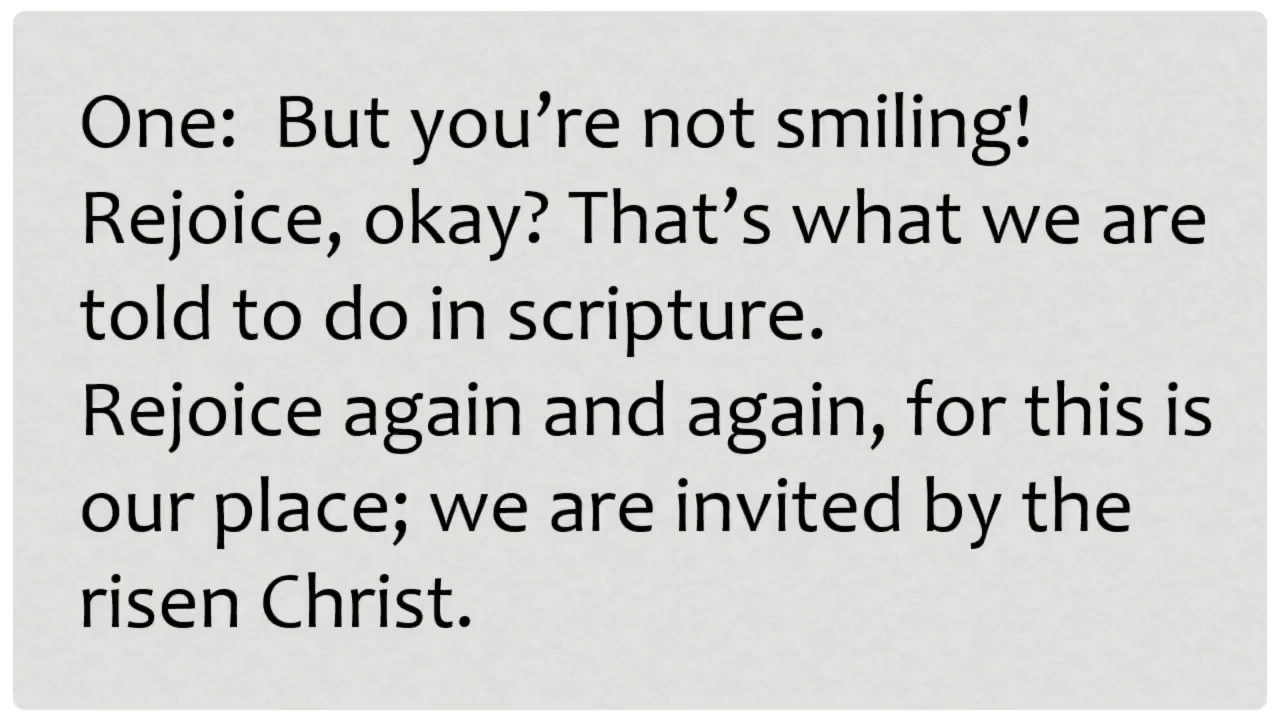 One:  But you’re not smiling!
Rejoice, okay? That’s what we are
told to do in scripture.
Rejoice again and again, for this is
our place; we are invited by the
risen Christ.